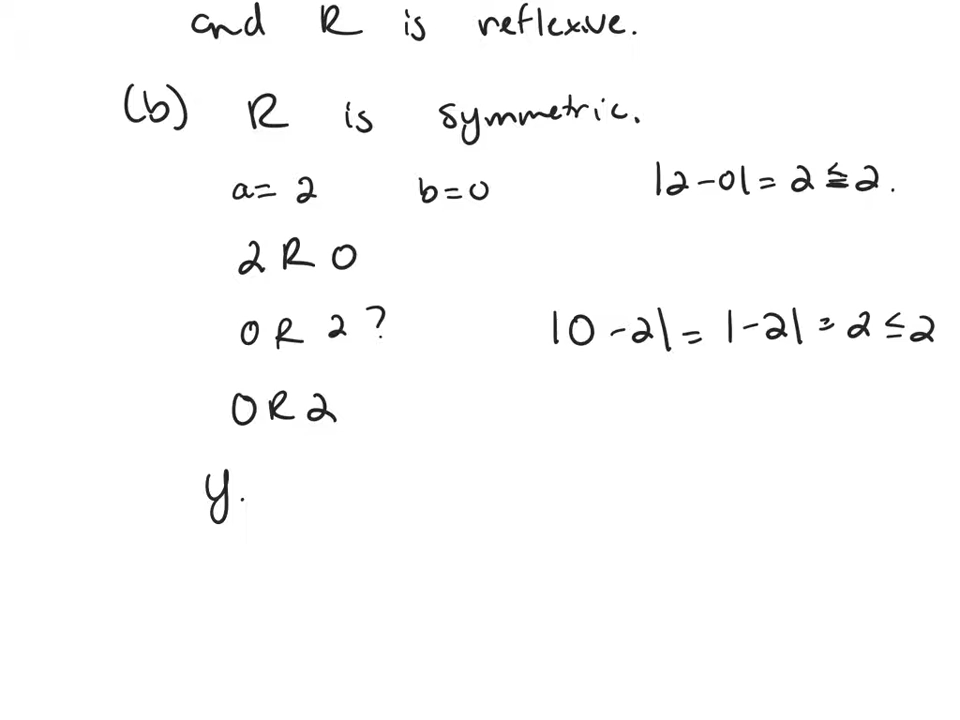 and R is reflexive.
(b) R is symmetric.
a= 2 b=0 |2-0|= 2 ≤ 2.
2 R 0
0 R 2 ? |0-2| = |-2| = 2 ≤ 2
0 R 2
y.